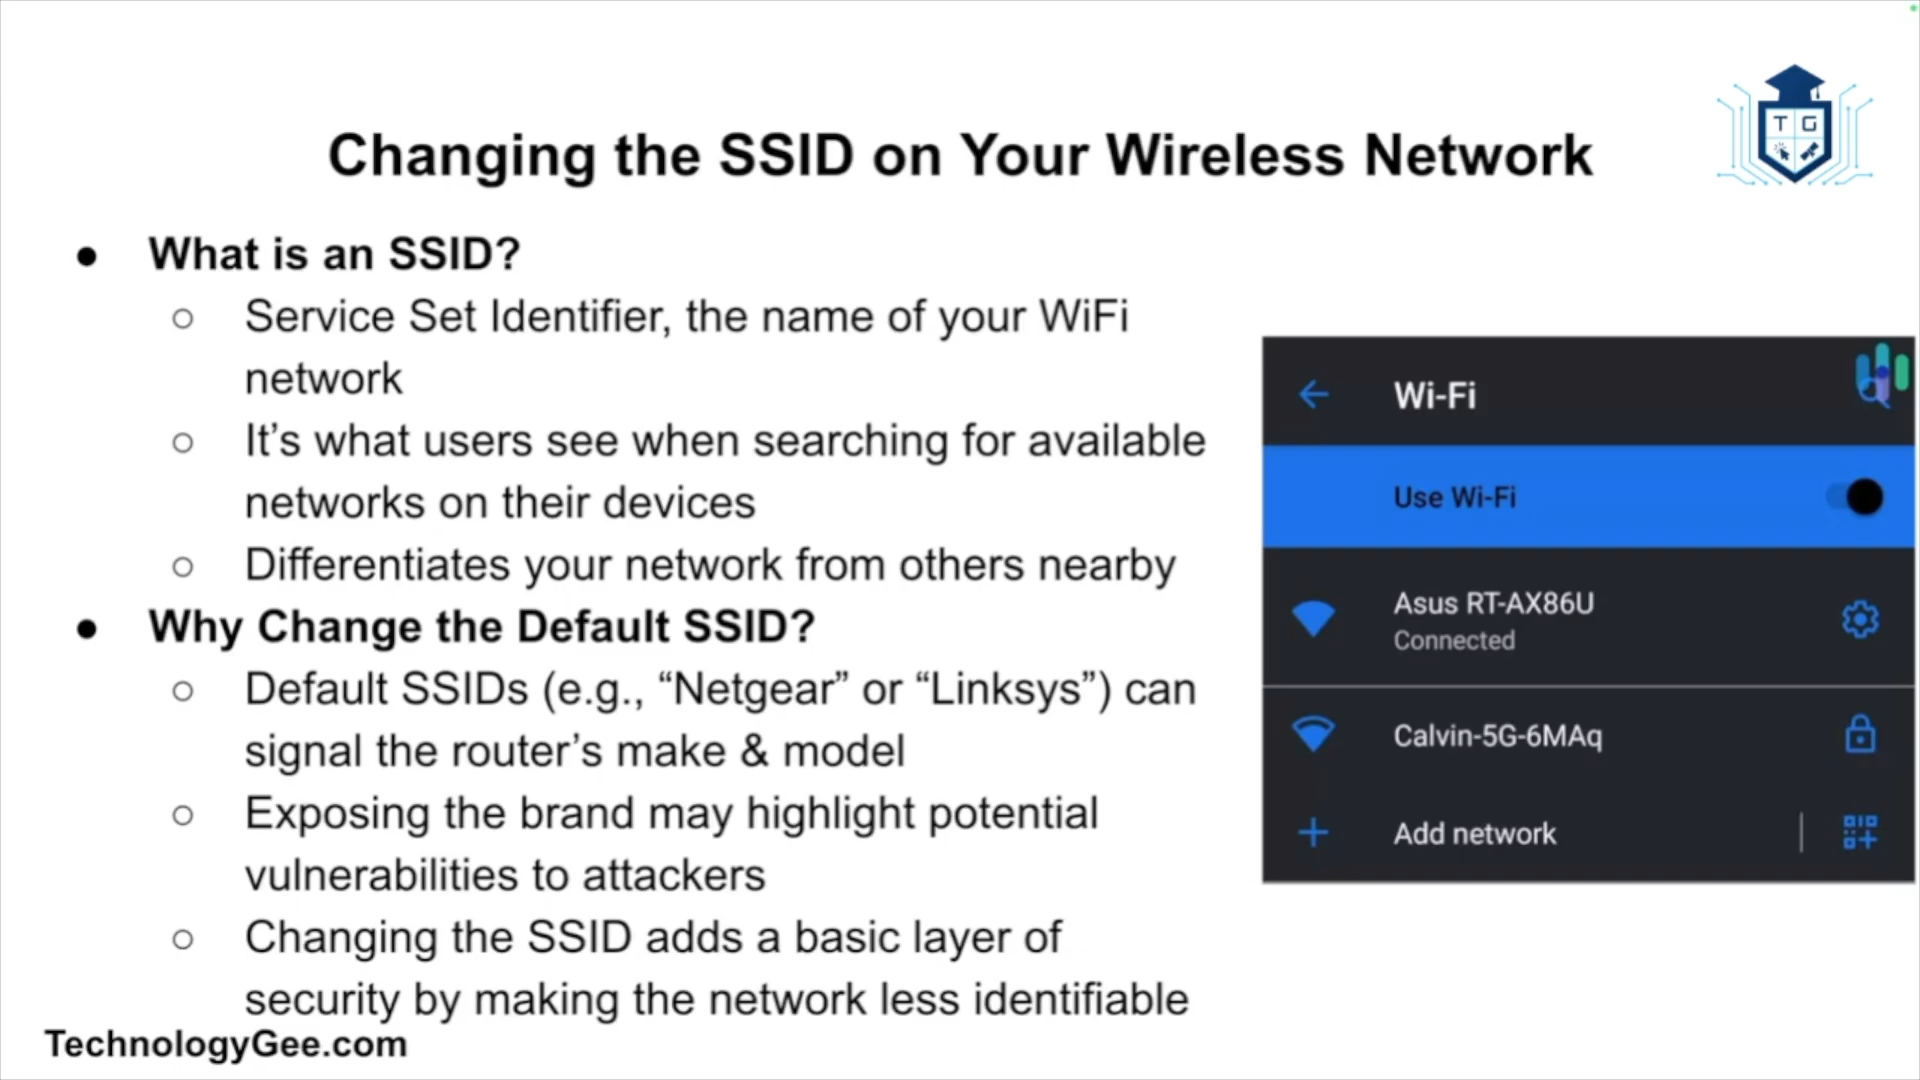 Changing the SSID on Your Wireless Network
T G
● What is an SSID?
○ Service Set Identifier, the name of your WiFi
network
○ It’s what users see when searching for available
networks on their devices
○ Differentiates your network from others nearby
● Why Change the Default SSID?
○ Default SSIDs (e.g., “Netgear” or “Linksys”) can
signal the router’s make & model
○ Exposing the brand may highlight potential
vulnerabilities to attackers
○ Changing the SSID adds a basic layer of
security by making the network less identifiable
Wi-Fi
Use Wi-Fi
Asus RT-AX86U
Connected
Calvin-5G-6MAq
Add network
TechnologyGee.com